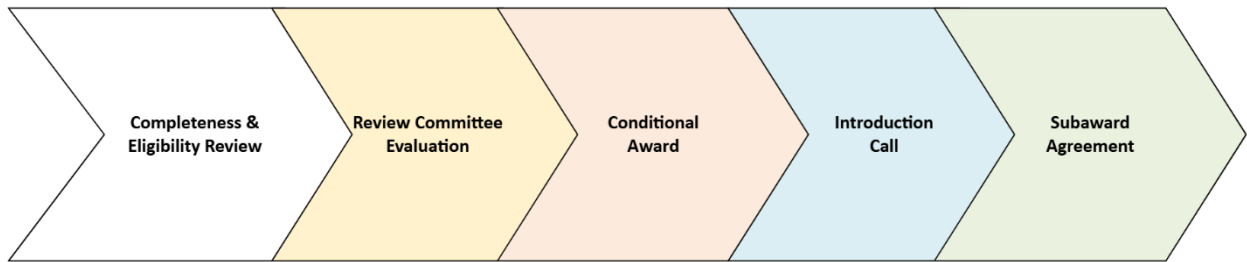 Completeness &
Eligibility Review
Review Committee
Evaluation
Conditional
Award
Introduction
Call
Subaward
Agreement